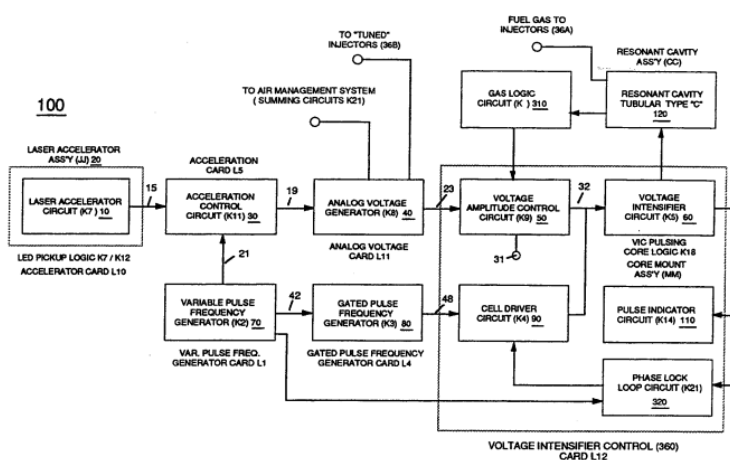 TO "TUNED"
INJECTORS (36B)
FUEL GAS TO
INJECTORS (36A)
RESONANT CAVITY
ASS'Y (CC)
TO AIR MANAGEMENT SYSTEM
( SUMMING CIRCUITS K21)
GAS LOGIC
CIRCUIT (K ) 310
RESONANT CAVITY
TUBULAR TYPE "C"
120
100
LASER ACCELERATOR
ASS'Y (JJ) 20
ACCELERATION
CARD L5
15
19
23
32
LASER ACCELERATOR
CIRCUIT (K7) 10
ACCELERATION
CONTROL
CIRCUIT (K11) 30
ANALOG VOLTAGE
GENERATOR (K8) 40
VOLTAGE
AMPLITUDE CONTROL
CIRCUIT (K9) 50
VOLTAGE
INTENSIFIER
CIRCUIT (K5) 60
LED PICKUP LOGIC K7 / K12
ACCELERATOR CARD L10
21
ANALOG VOLTAGE
CARD L11
31
VIC PULSING
CORE LOGIC K16
CORE MOUNT
ASS'Y (MM)
42
48
VARIABLE PULSE
FREQUENCY
GENERATOR (K2) 70
GATED PULSE
FREQUENCY
GENERATOR (K3) 80
CELL DRIVER
CIRCUIT (K4) 90
PULSE INDICATOR
CIRCUIT (K14) 110
VAR. PULSE FREQ.
GENERATOR CARD L1
GATED PULSE FREQUENCY
GENERATOR CARD L4
PHASE LOCK
LOOP CIRCUIT (K21)
320
VOLTAGE INTENSIFIER CONTROL (360)
CARD L12